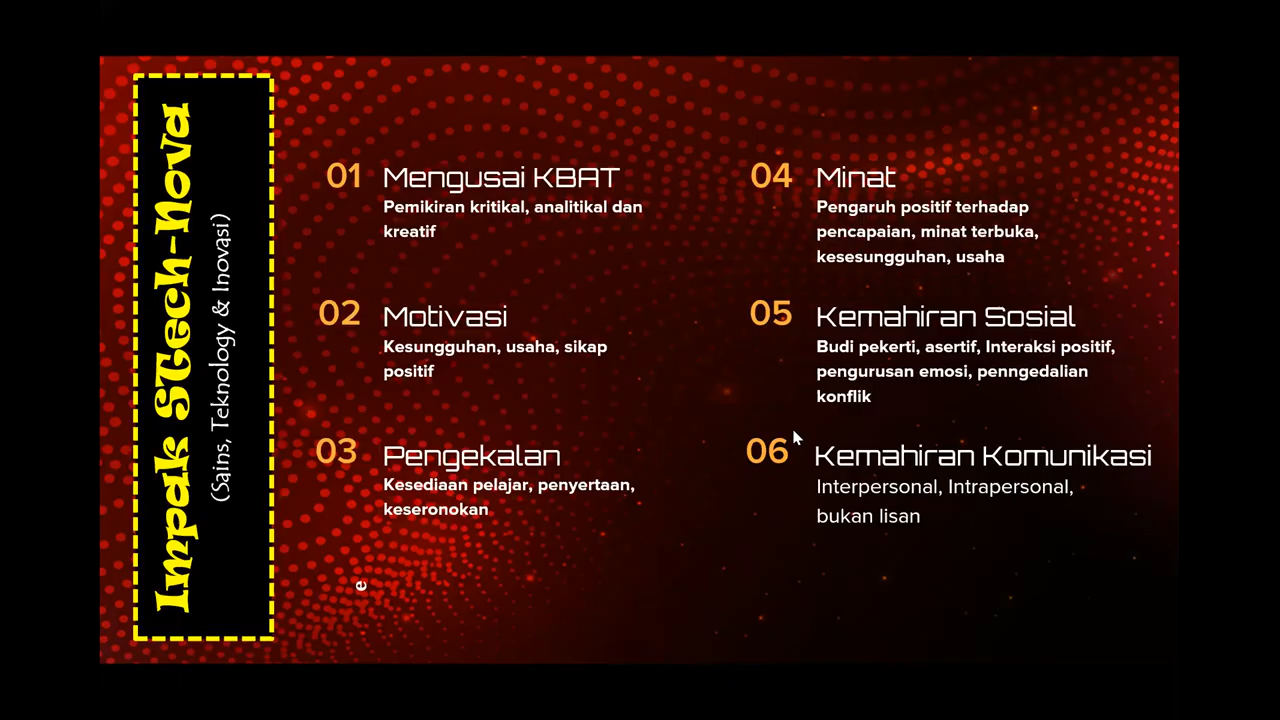 Impak STech-Nova
(Sains, Teknology & Inovasi)
01 Mengusai KBAT
Pemikiran kritikal, analitikal dan
kreatif
02 Motivasi
Kesungguhan, usaha, sikap
positif
03 Pengekalan
Kesediaan pelajar, penyertaan,
keseronokan
e
04 Minat
Pengaruh positif terhadap
pencapaian, minat terbuka,
kesesungguhan, usaha
05 Kemahiran Sosial
Budi pekerti, asertif, Interaksi positif,
pengurusan emosi, penngedalian
konflik
06 Kemahiran Komunikasi
Interpersonal, Intrapersonal,
bukan lisan